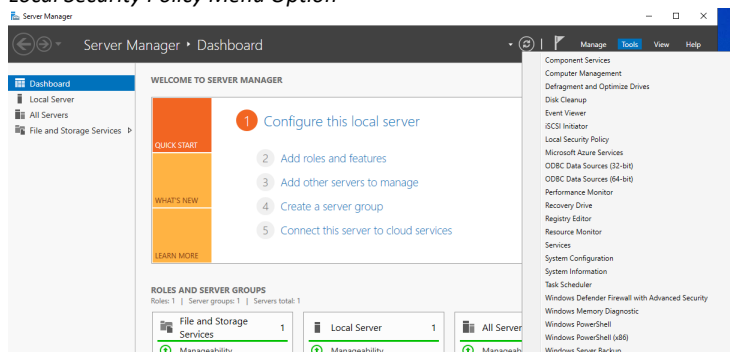 Local Security Policy Menu Option
Server Manager
Server Manager • Dashboard
Manage Tools View Help
Dashboard
Local Server
All Servers
File and Storage Services
WELCOME TO SERVER MANAGER
QUICK START
WHAT'S NEW
LEARN MORE
1 Configure this local server
2 Add roles and features
3 Add other servers to manage
4 Create a server group
5 Connect this server to cloud services
ROLES AND SERVER GROUPS
Roles: 1 | Server groups: 1 | Servers total: 1
File and Storage Services 1
Manageability
Local Server 1
Manageability
All Server
Component Services
Computer Management
Defragment and Optimize Drives
Disk Cleanup
Event Viewer
iSCSI Initiator
Local Security Policy
Microsoft Azure Services
ODBC Data Sources (32-bit)
ODBC Data Sources (64-bit)
Performance Monitor
Recovery Drive
Registry Editor
Resource Monitor
Services
System Configuration
System Information
Task Scheduler
Windows Defender Firewall with Advanced Security
Windows Memory Diagnostic
Windows PowerShell
Windows PowerShell (x86)
Windows Server Backup